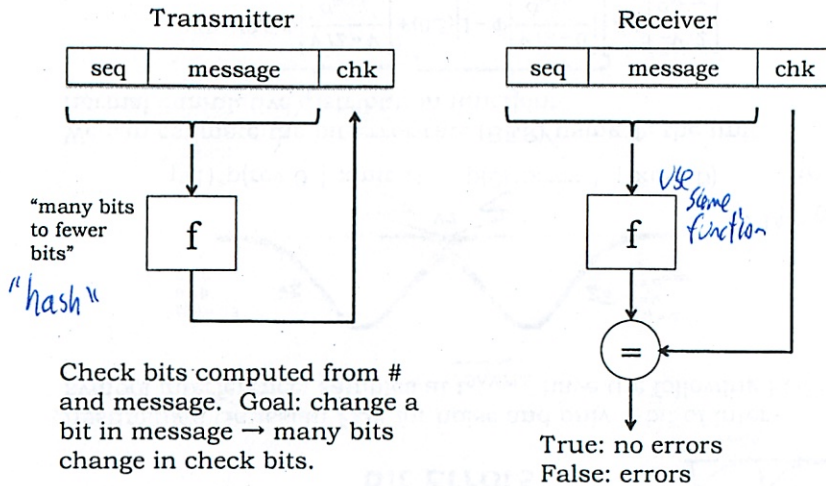 Transmitter
seq message chk
"many bits
to fewer
bits"
"hash"
f
Check bits computed from #
and message. Goal: change a
bit in message → many bits
change in check bits.
Receiver
seq message chk
use
same
function
f
=
True: no errors
False: errors